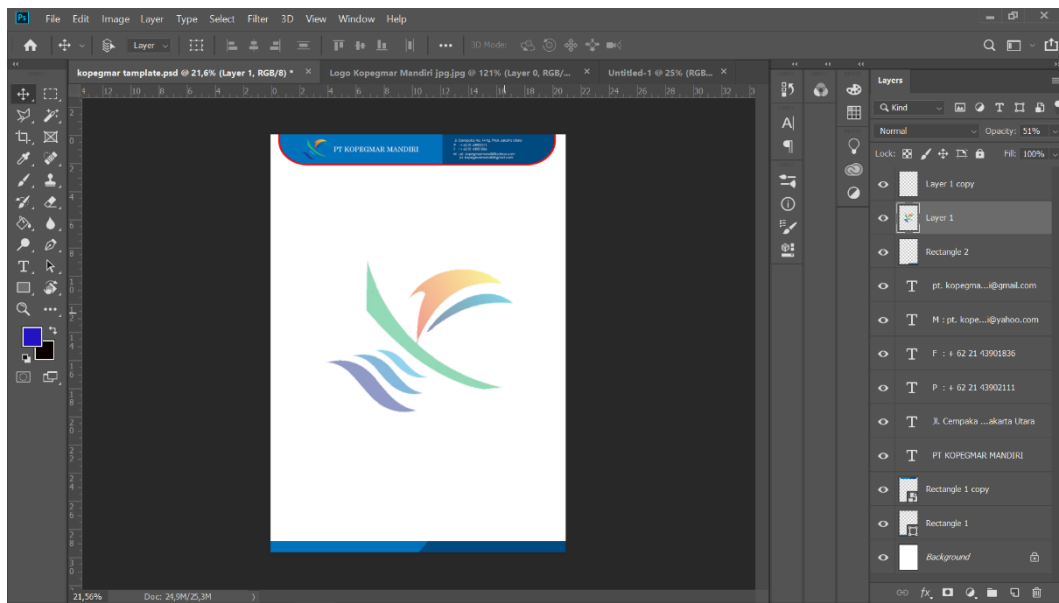 Ps File Edit Image Layer Type Select Filter 3D View Window Help
Layer 3D Mode:
kopegmar tamplate.psd @ 21,6% (Layer 1, RGB/8) * × Logo Kopegmar Mandiri jpg.jpg @ 121% (Layer 0, RGB/... × Untitled-1 @ 25% (RGB... ×
PT KOPEGMAR MANDIRI
21,56% Doc: 24,9M/25,3M
Layers
Kind
Normal Opacity: 51%
Lock: Fill: 100%
Layer 1 copy
Layer 1
Rectangle 2
T pt. kopegma...i@gmail.com
T M : pt. kope...i@yahoo.com
T F : + 62 21 43901836
T P : + 62 21 43902111
T Jl. Cempaka ...akarta Utara
T PT KOPEGMAR MANDIRI
Rectangle 1 copy
Rectangle 1
Background